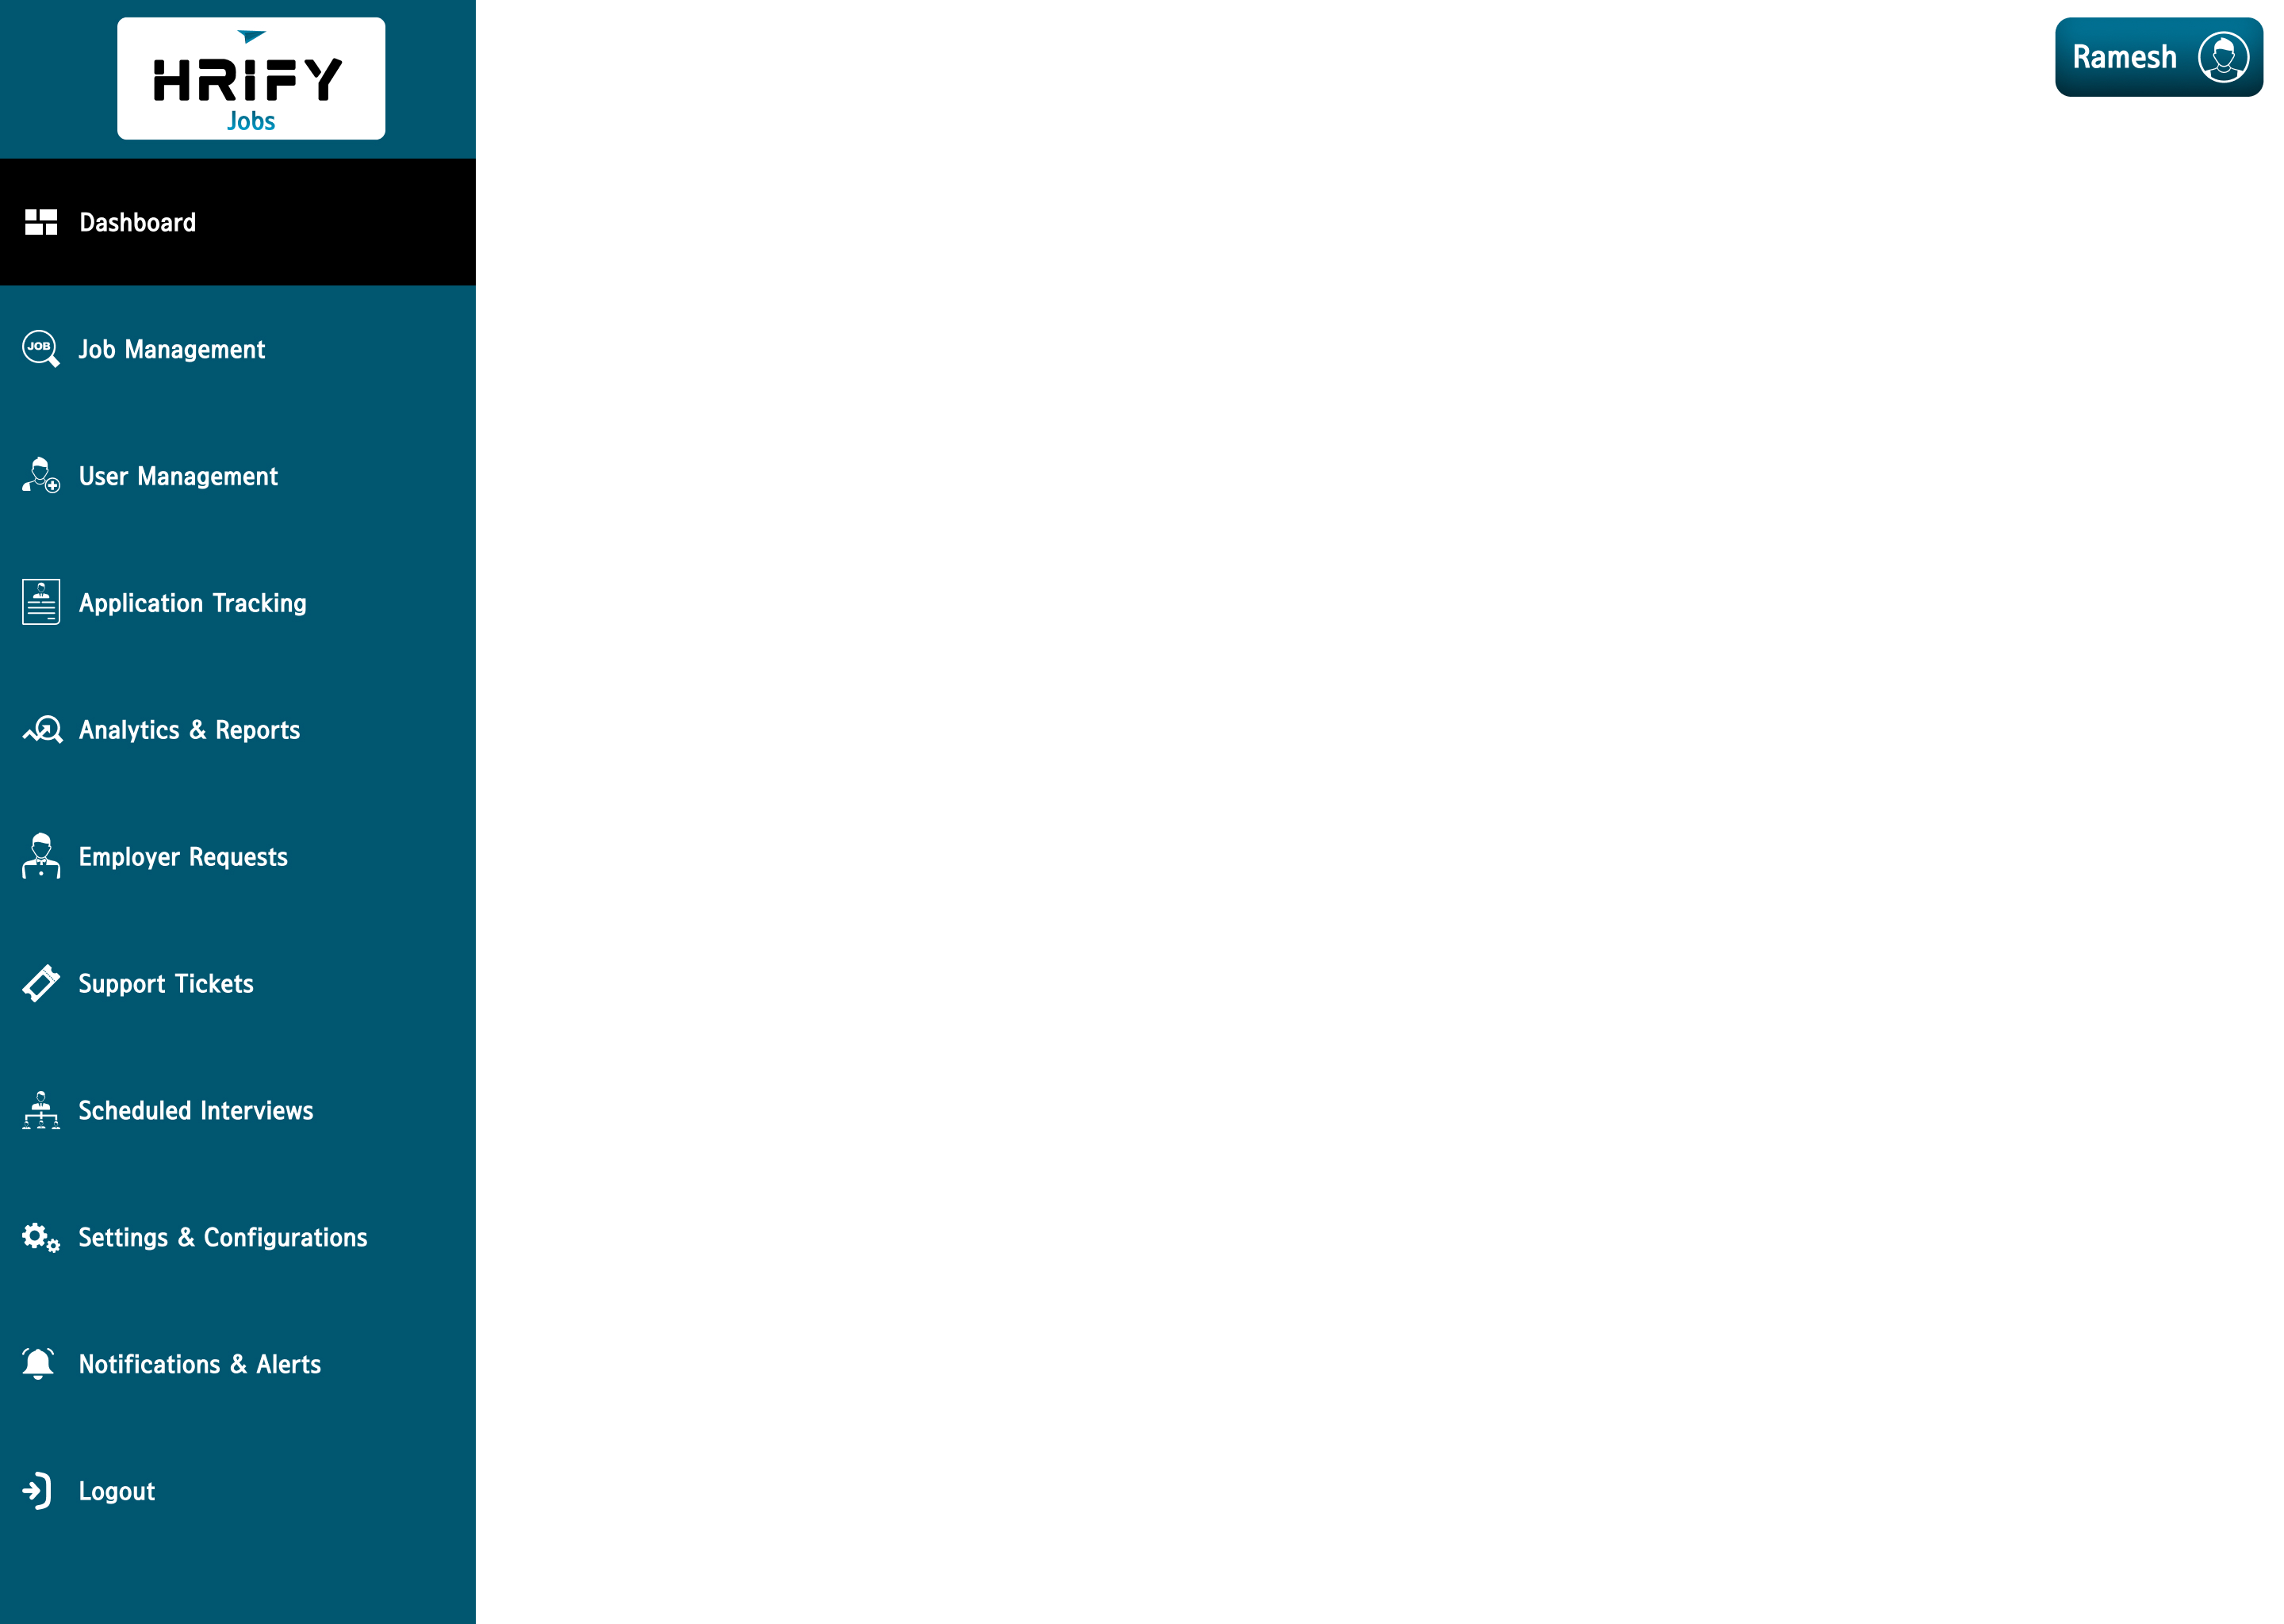 HRIFY
Jobs
Ramesh
Dashboard
JOB
Job Management
User Management
Application Tracking
Analytics & Reports
Employer Requests
Support Tickets
Scheduled Interviews
Settings & Configurations
Notifications & Alerts
Logout